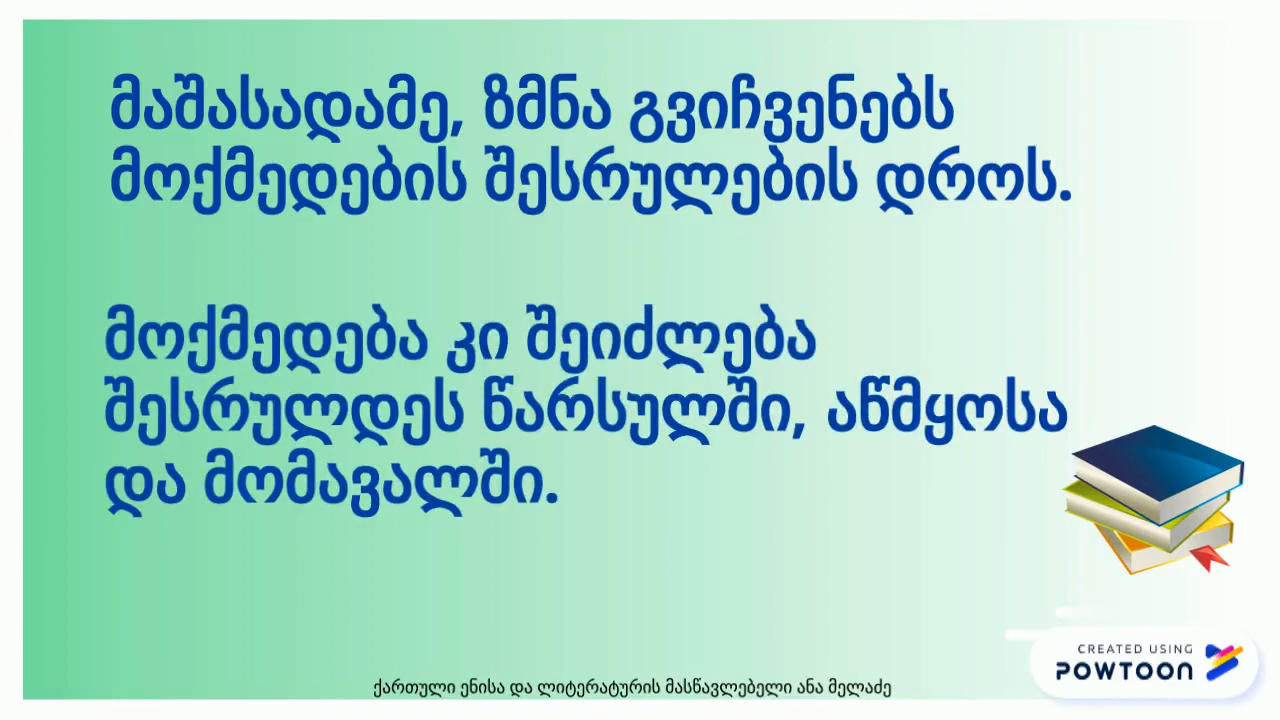 მაშასადამე, ზმნა გვიჩვენებს
მოქმედების შესრულების დროს.
მოქმედება კი შეიძლება
შესრულდეს წარსულში, აწმყოსა
და მომავალში.
CREATED USING
POWTOON
ქართული ენისა და ლიტერატურის მასწავლებელი ანა მელაძე